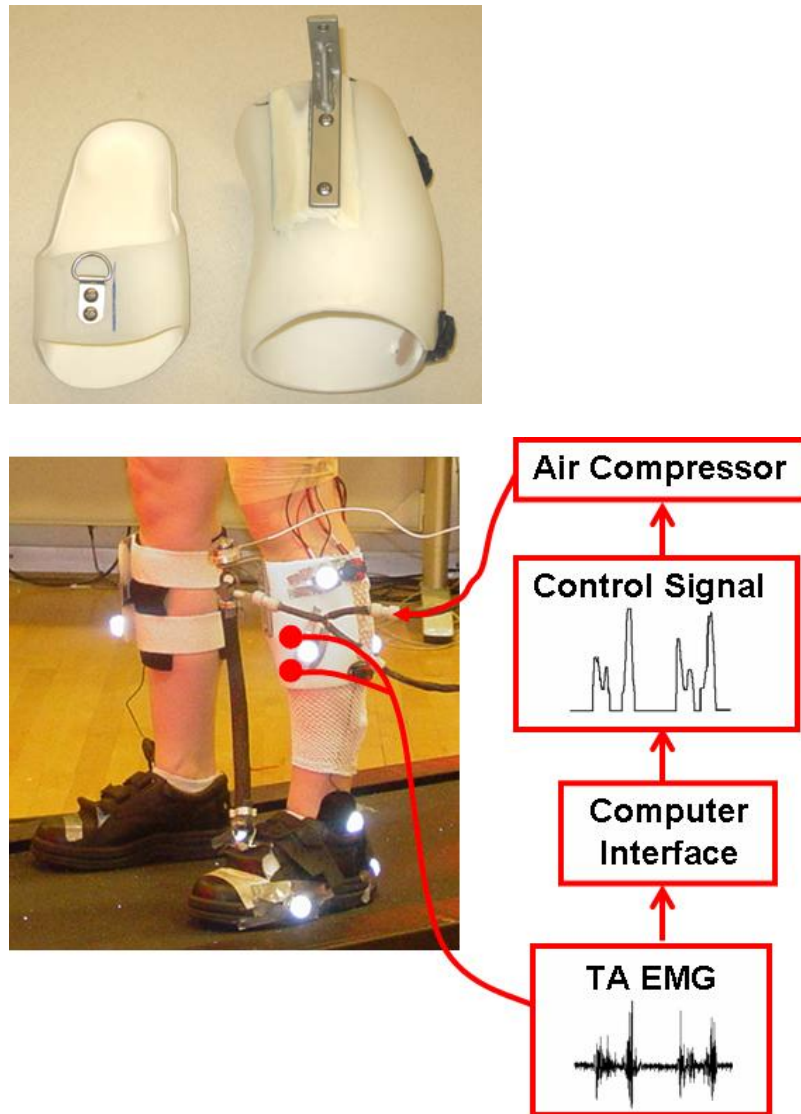 Air Compressor
Control Signal
Computer
Interface
TA EMG